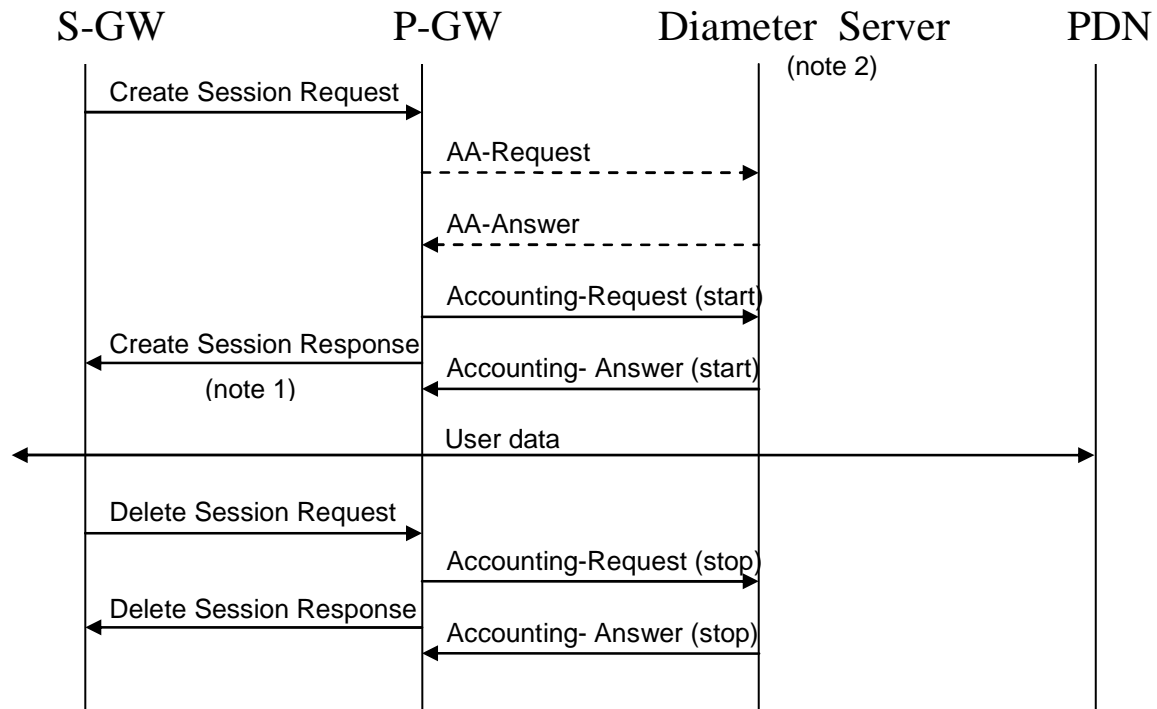 S-GW P-GW Diameter Server PDN
(note 2)
Create Session Request
AA-Request
AA-Answer
Accounting-Request (start)
Create Session Response
Accounting- Answer (start)
(note 1)
User data
Delete Session Request
Accounting-Request (stop)
Delete Session Response
Accounting- Answer (stop)